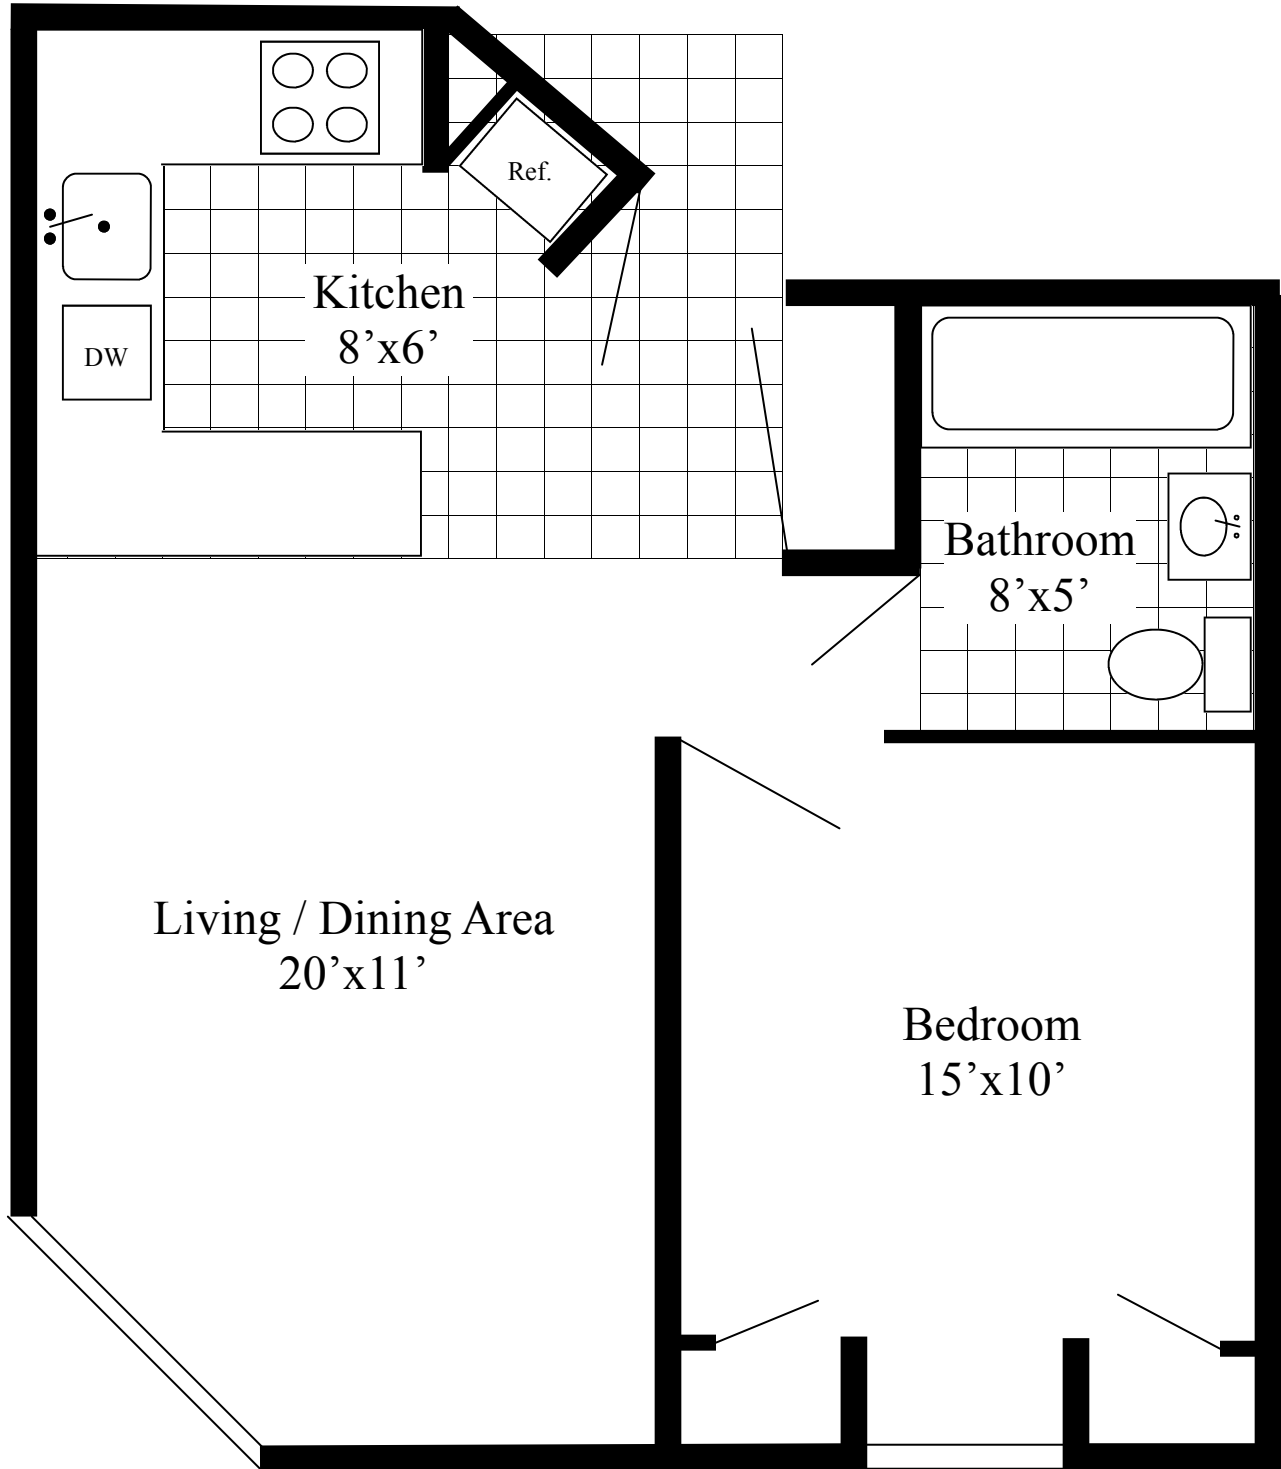 Ref.
Kitchen
8’x6’
DW
Bathroom
8’x5’
Living / Dining Area
20’x11’
Bedroom
15’x10’